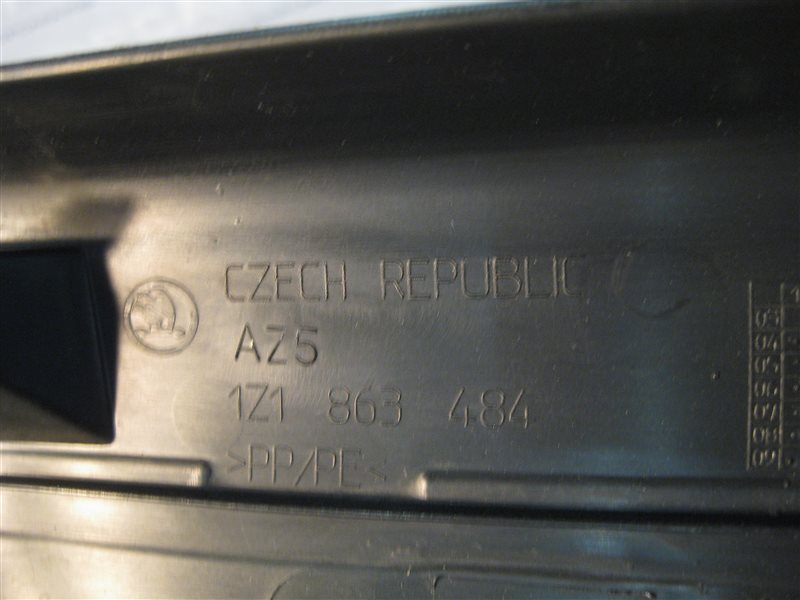 CZECH REPUBLIC
AZ5
1Z1 863 484
>PP/PE<